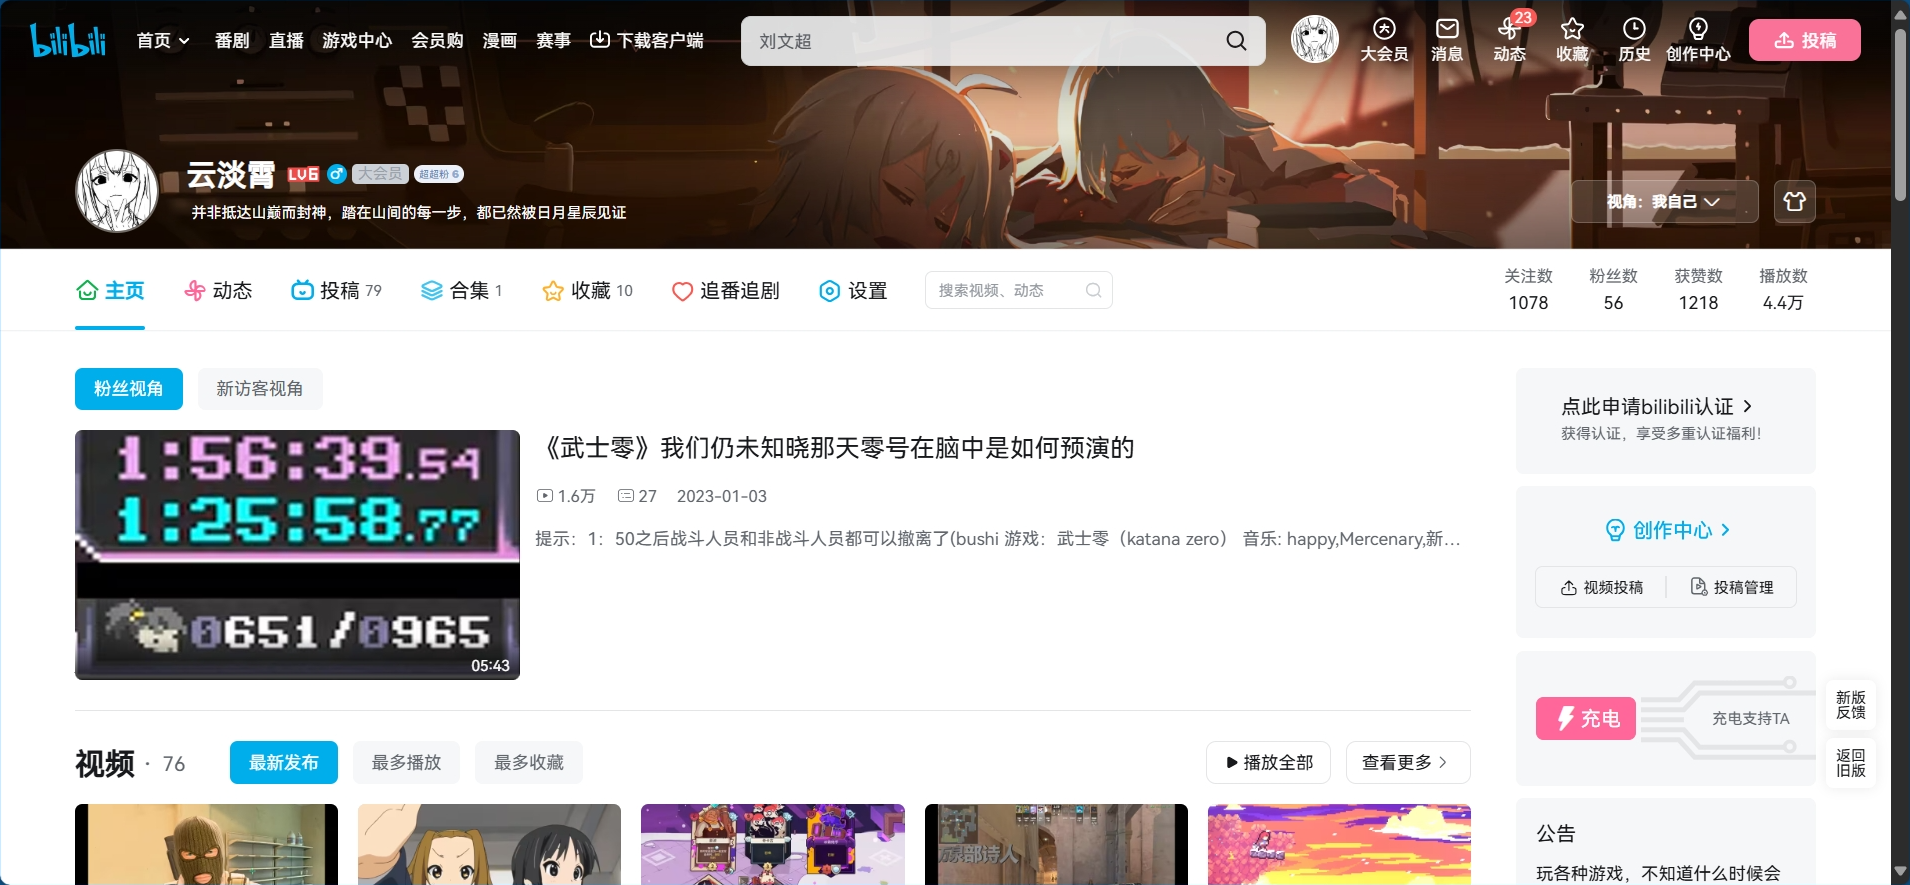 bilibili 首页 番剧 直播 游戏中心 会员购 漫画 赛事 下载客户端 刘文超 大会员 消息 23 动态 收藏 历史 创作中心 投稿
云淡霄 LV6 大会员 超超粉 6
并非抵达山巅而封神，踏在山间的每一步，都已然被日月星辰见证
视角：我自己
主页 动态 投稿 79 合集 1 收藏 10 追番追剧 设置 搜索视频、动态
关注数 粉丝数 获赞数 播放数
1078 56 1218 4.4万
粉丝视角 新访客视角
1:56:39.54
1:25:58.77
0651/0965
05:43
《武士零》我们仍未知晓那天零号在脑中是如何预演的
1.6万 27 2023-01-03
提示：1：50之后战斗人员和非战斗人员都可以撤离了(bushi 游戏：武士零（katana zero） 音乐: happy,Mercenary,新…
点此申请bilibili认证
获得认证，享受多重认证福利！
创作中心
视频投稿 投稿管理
充电 充电支持TA
新版
反馈
返回
旧版
视频 · 76 最新发布 最多播放 最多收藏 播放全部 查看更多
公告
玩各种游戏，不知道什么时候会